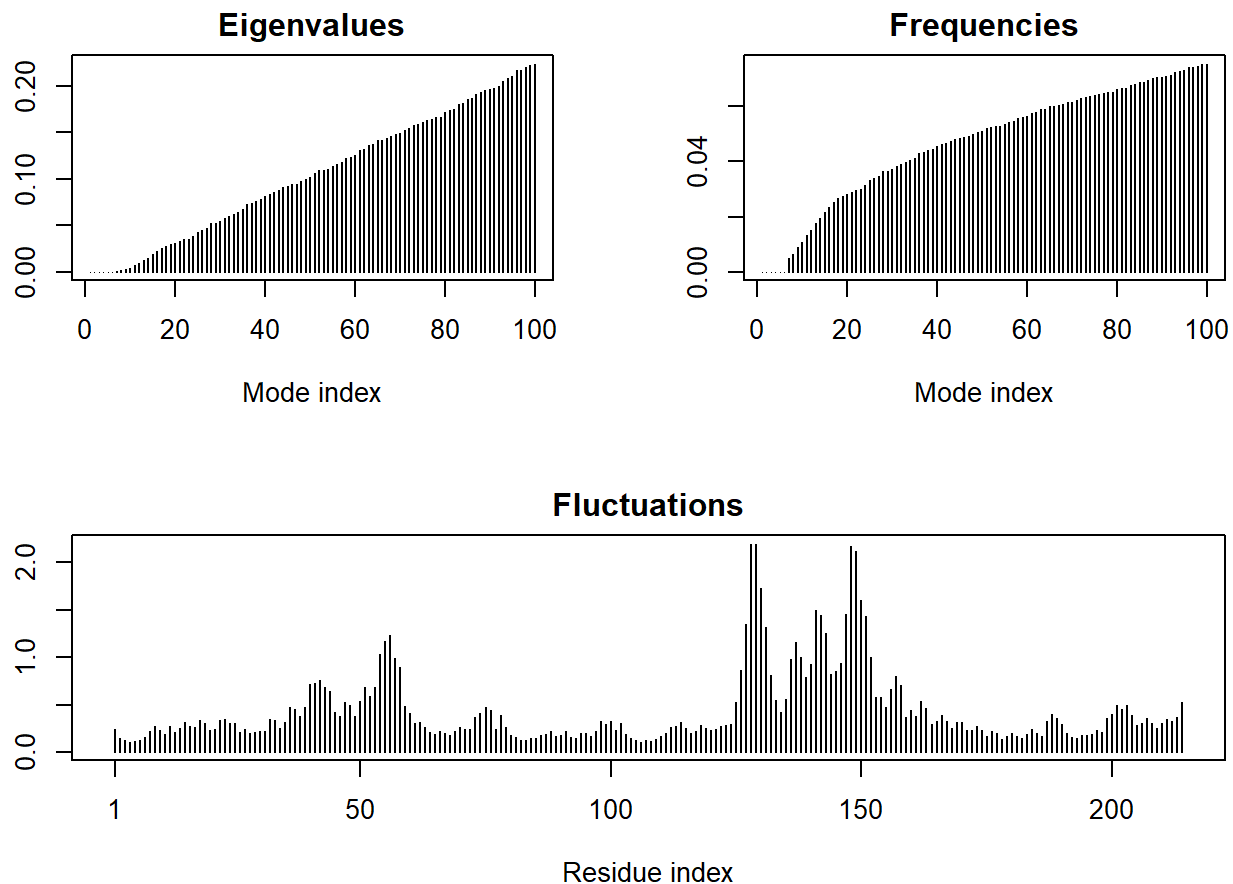 Eigenvalues
0.20
0.10
0.00
0 20 40 60 80 100
Mode index
Frequencies
0.04
0.00
0 20 40 60 80 100
Mode index
Fluctuations
2.0
1.0
0.0
1 50 100 150 200
Residue index